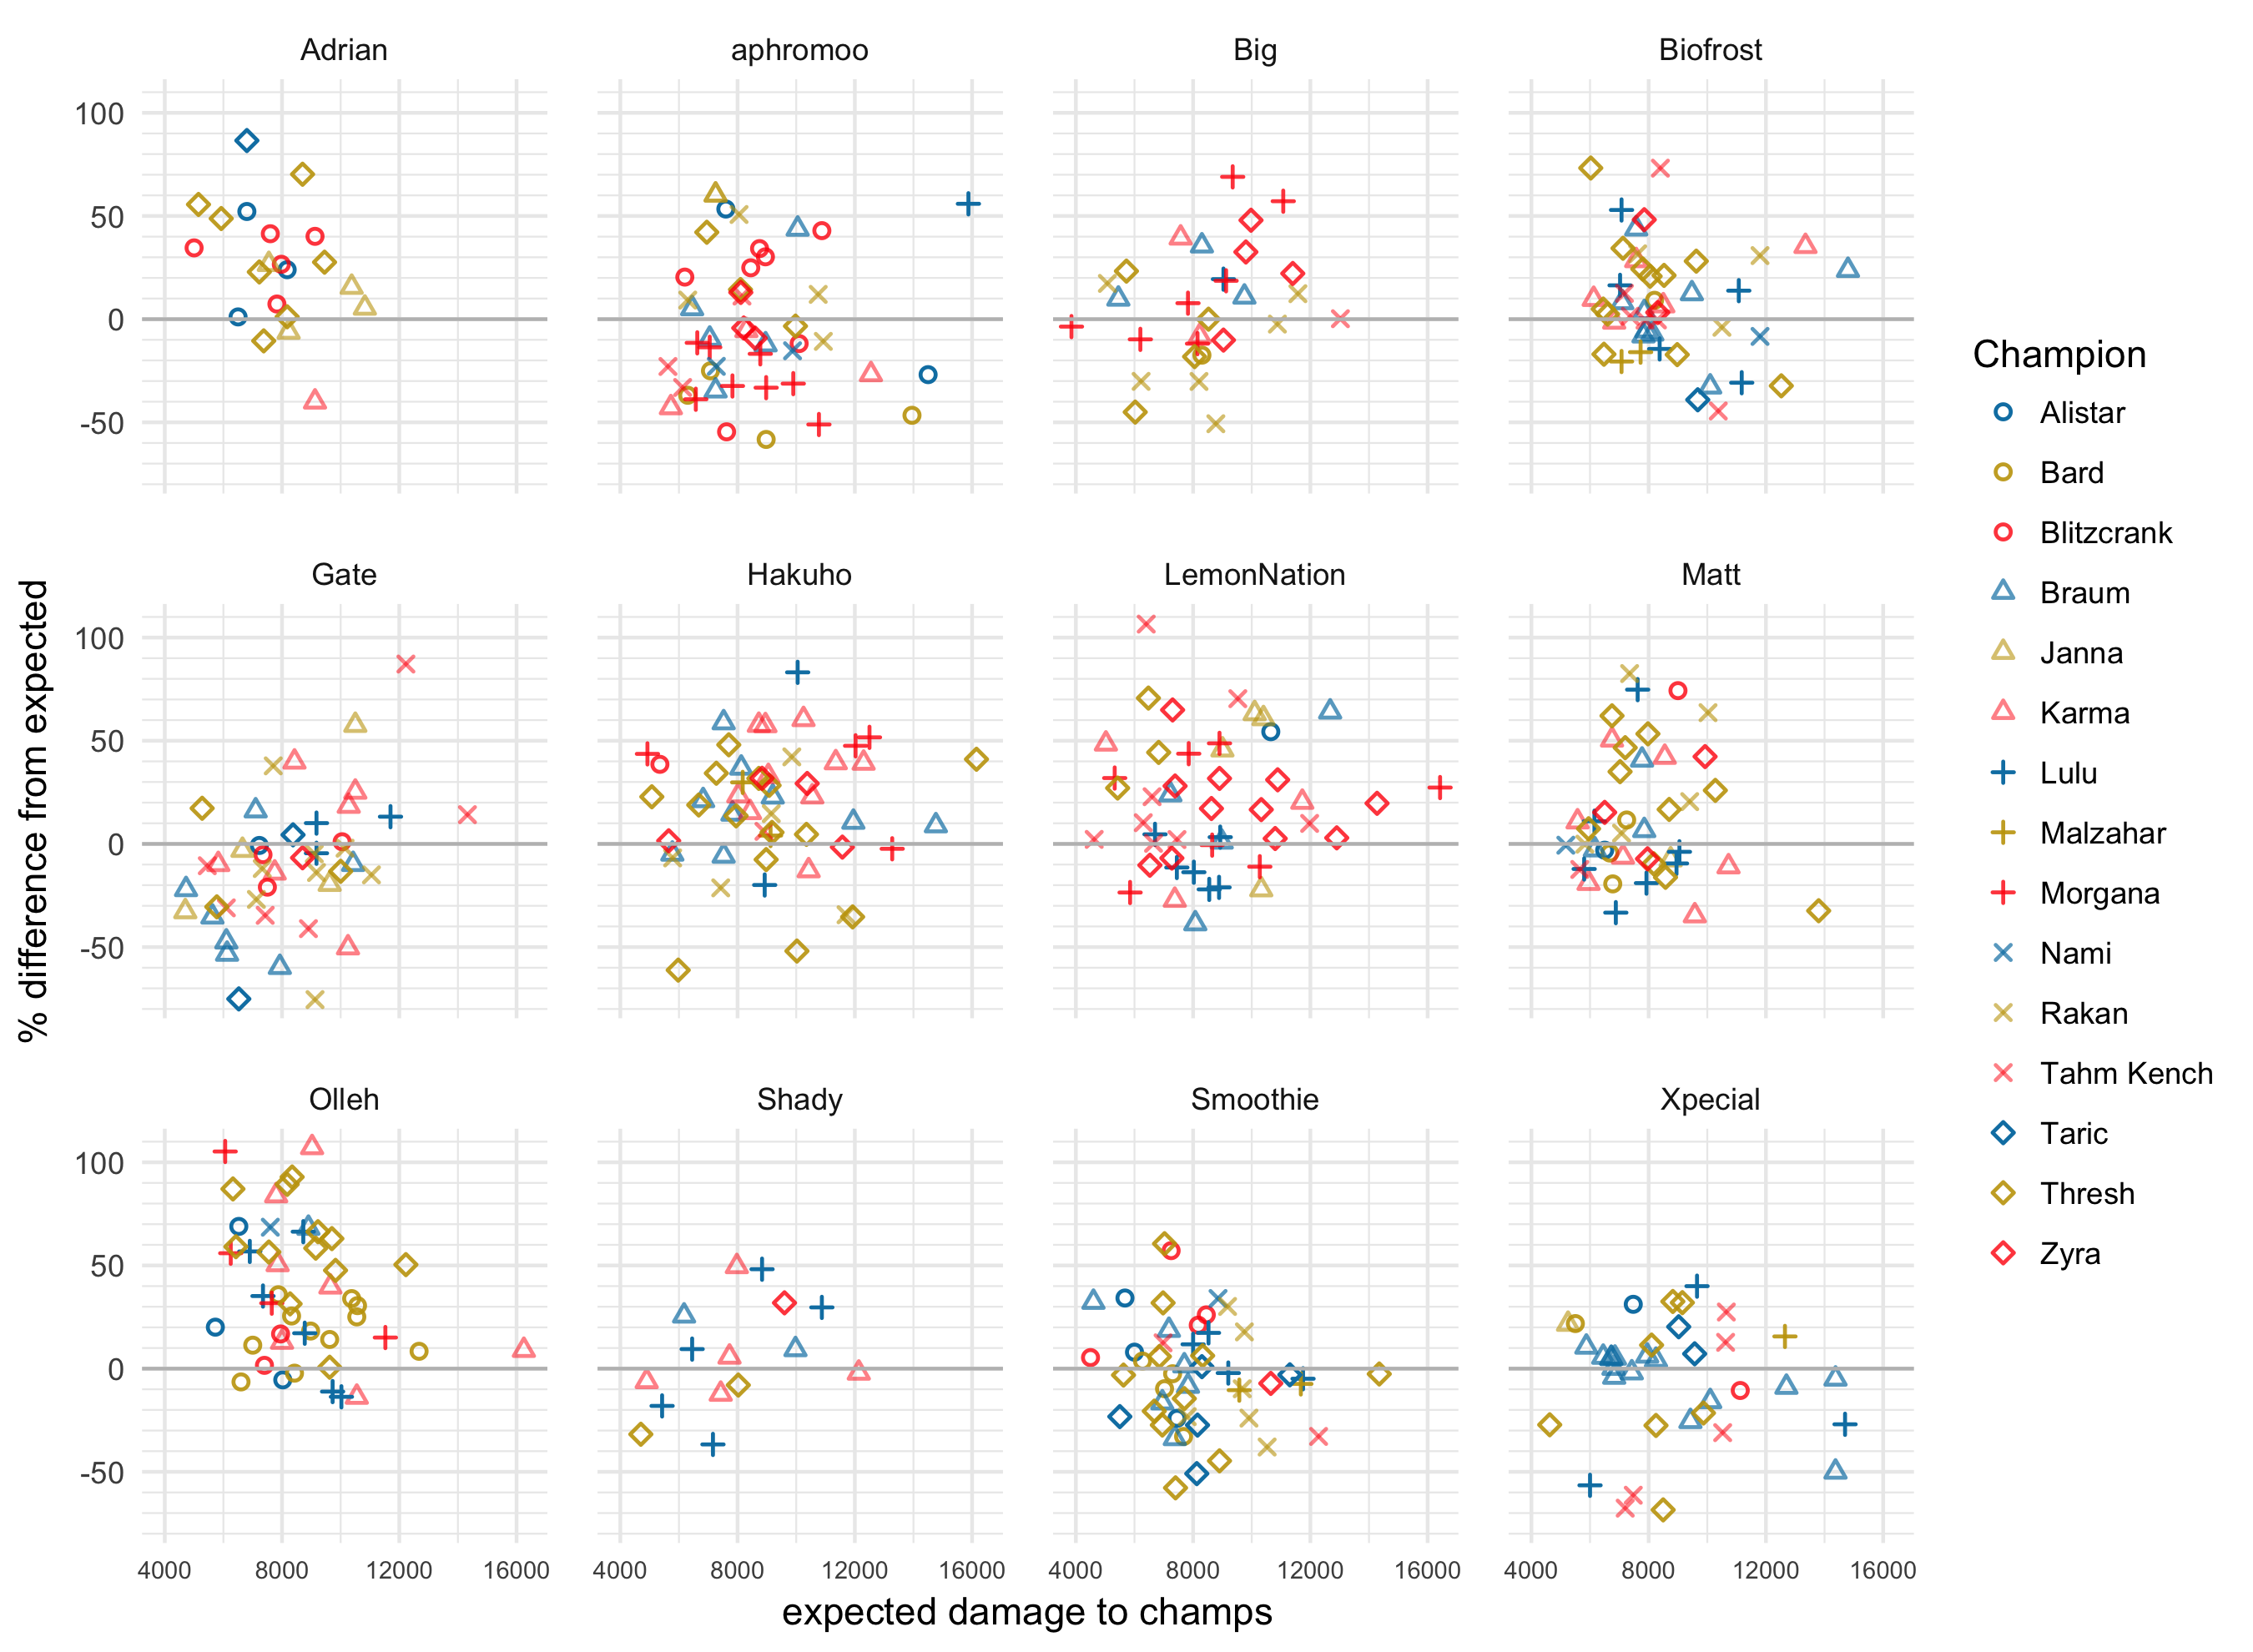 Adrian
aphromoo
Big
Biofrost
100
50
0
-50
Gate
Hakuho
LemonNation
Matt
100
50
0
-50
Olleh
Shady
Smoothie
Xpecial
100
50
0
-50
4000 8000 12000 16000
4000 8000 12000 16000
4000 8000 12000 16000
4000 8000 12000 16000
expected damage to champs
% difference from expected
Champion
Alistar
Bard
Blitzcrank
Braum
Janna
Karma
Lulu
Malzahar
Morgana
Nami
Rakan
Tahm Kench
Taric
Thresh
Zyra